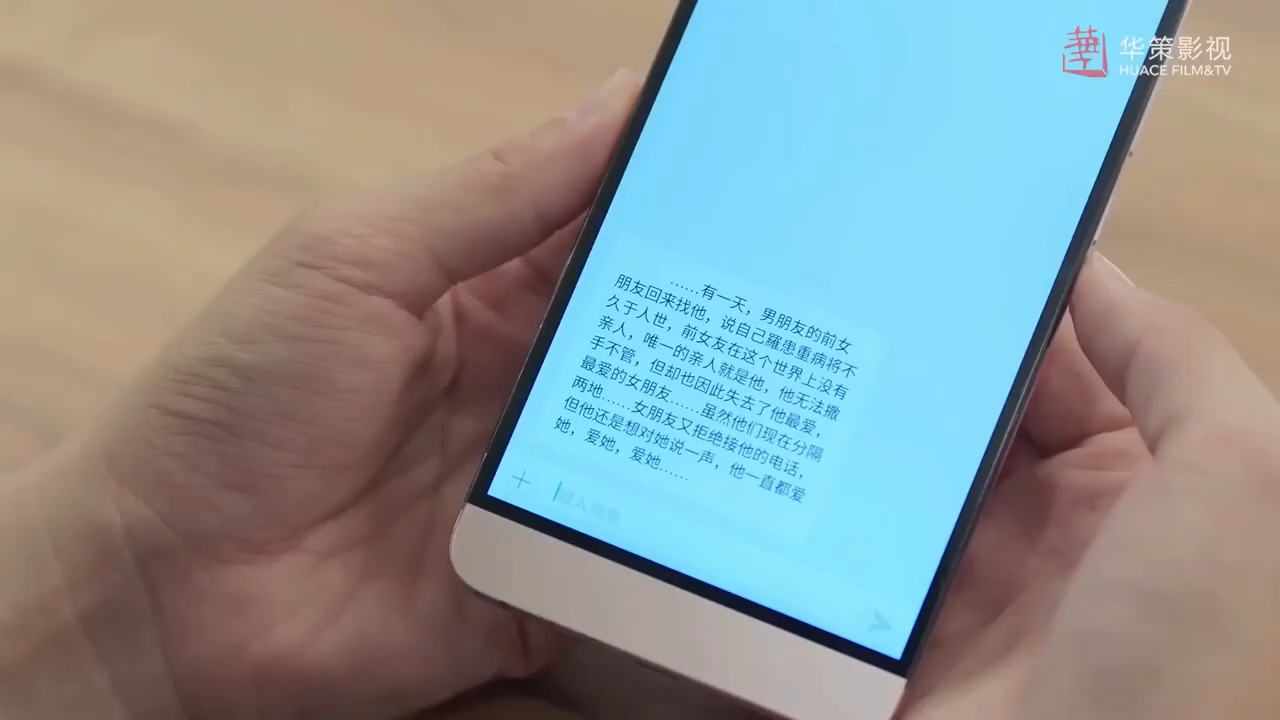 華
华策影视
HUACE FILM&TV
……有一天，男朋友的前女
朋友回来找他，说自己羅患重病将不
久于人世，前女友在这个世界上没有
亲人，唯一的亲人就是他，他无法撒
手不管，但却也因此失去了他最爱，
最爱的女朋友……虽然他们现在分隔
两地……女朋友又拒绝接他的电话，
但他还是想对她说一声，他一直都爱
她，爱她，爱她……